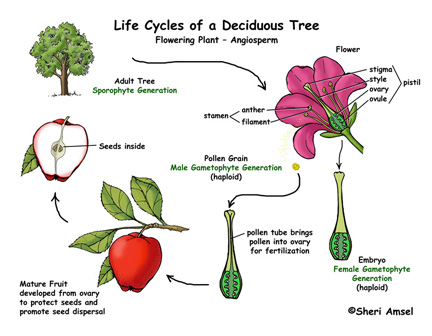 Life Cycles of a Deciduous Tree
Flowering Plant – Angiosperm
Flower
stigma
style
ovary
ovule
pistil
anther
filament
stamen
Adult Tree
Sporophyte Generation
Seeds inside
Pollen Grain
Male Gametophyte Generation
(haploid)
pollen tube brings
pollen into ovary
for fertilization
Embryo
Female Gametophyte
Generation
(haploid)
Mature Fruit
developed from ovary
to protect seeds and
promote seed dispersal
©Sheri Amsel